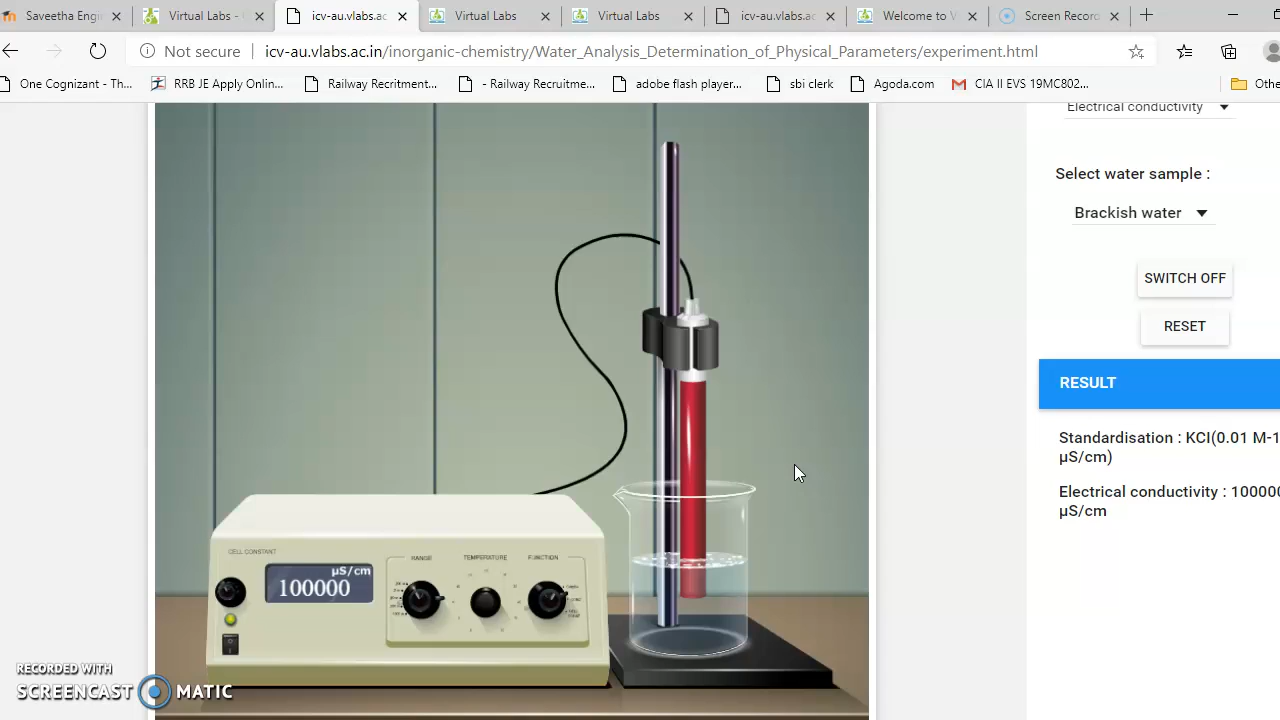 Saveetha Engi
Virtual Labs -
icv-au.vlabs.ac
Virtual Labs
Virtual Labs
icv-au.vlabs.ac
Welcome to V
Screen Record
Not secure
icv-au.vlabs.ac.in/inorganic-chemistry/Water_Analysis_Determination_of_Physical_Parameters/experiment.html
One Cognizant - Th...
RRB JE Apply Onlin...
Railway Recritment...
- Railway Recruitme...
adobe flash player...
sbi clerk
Agoda.com
CIA II EVS 19MC802...
Othe
Electrical conductivity
Select water sample :
Brackish water
SWITCH OFF
RESET
RESULT
Standardisation : KCl(0.01 M-1
µS/cm)
Electrical conductivity : 100000
µS/cm
CELL CONSTANT
RANGE
TEMPERATURE
FUNCTION
µS/cm
100000
RECORDED WITH
SCREENCAST MATIC